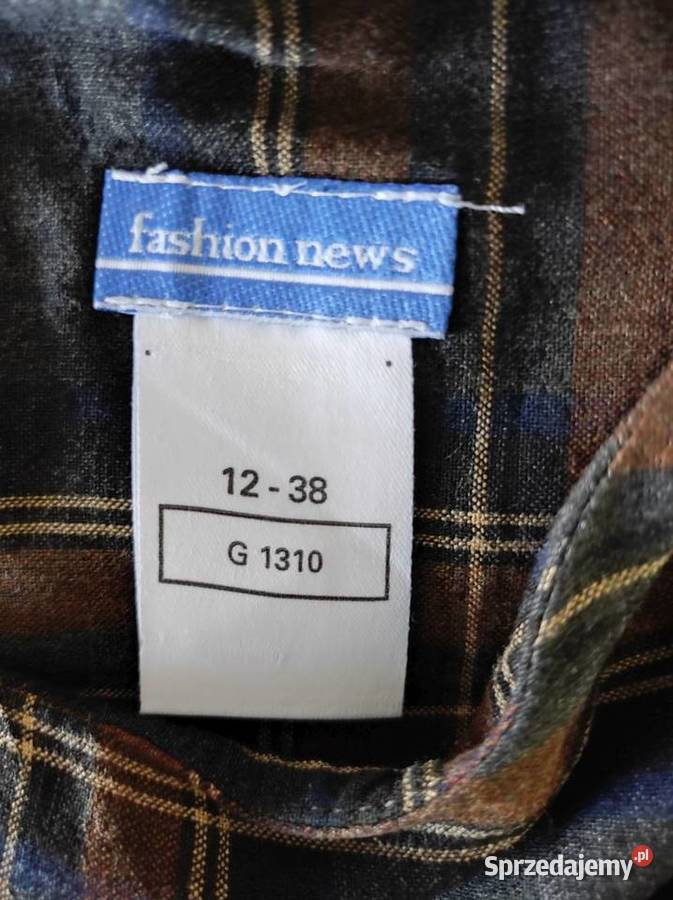 fashion news
12 - 38
G 1310
Sprzedajemy.pl